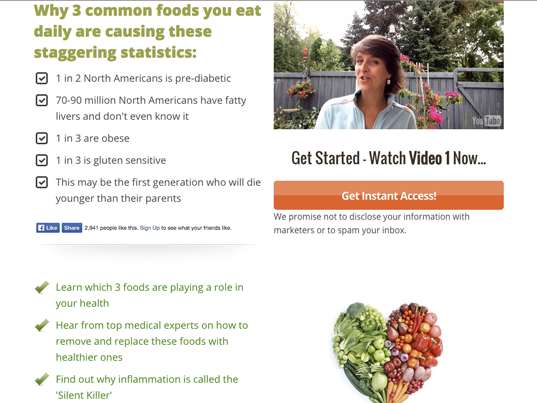 Why 3 common foods you eat
daily are causing these
staggering statistics:
1 in 2 North Americans is pre-diabetic
70-90 million North Americans have fatty
livers and don't even know it
1 in 3 are obese
1 in 3 is gluten sensitive
This may be the first generation who will die
younger than their parents
Like Share 2,941 people like this. Sign Up to see what your friends like.
Learn which 3 foods are playing a role in
your health
Hear from top medical experts on how to
remove and replace these foods with
healthier ones
Find out why inflammation is called the
'Silent Killer'
YouTube
Get Started - Watch Video 1 Now...
Get Instant Access!
We promise not to disclose your information with
marketers or to spam your inbox.